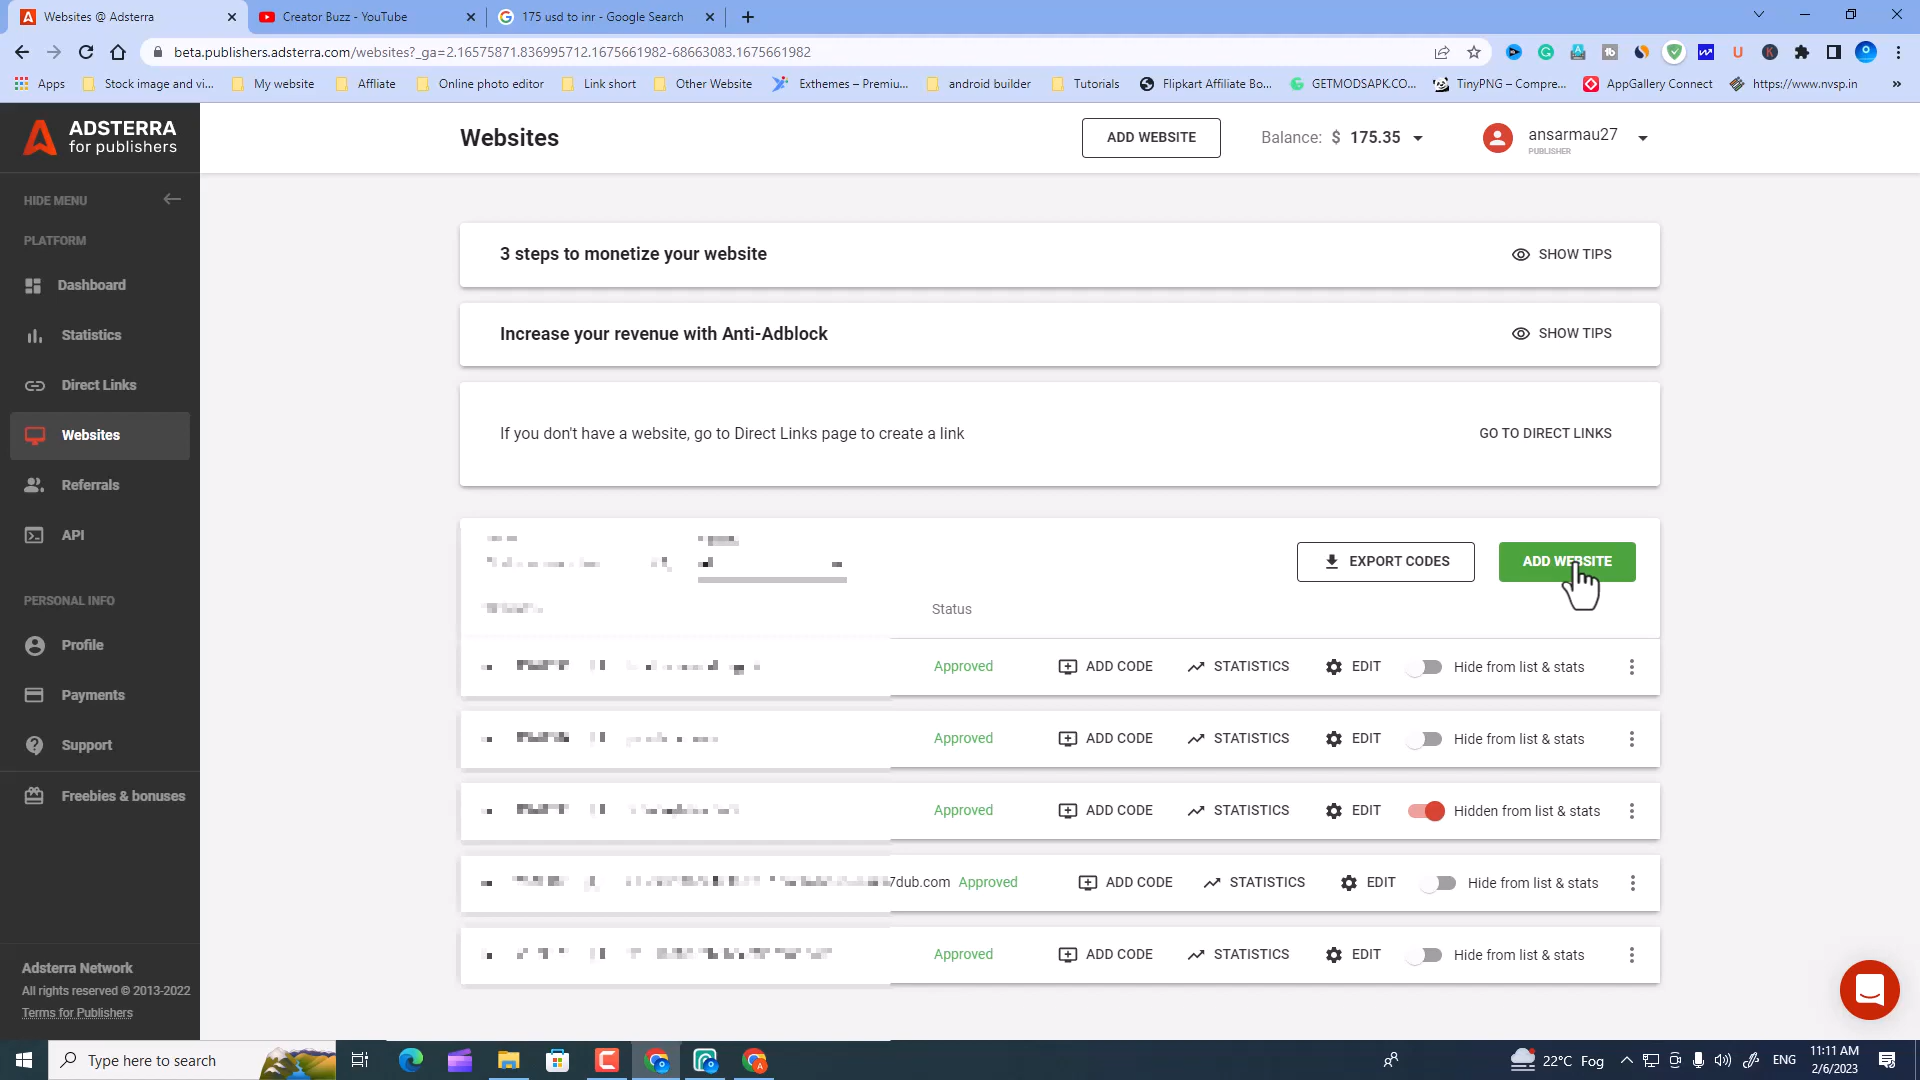 Websites @ Adsterra
Creator Buzz - YouTube
175 usd to inr - Google Search
beta.publishers.adsterra.com/websites?_ga=2.16575871.836995712.1675661982-68663083.1675661982
Apps
Stock image and vi...
My website
Affliate
Online photo editor
Link short
Other Website
Exthemes – Premiu...
android builder
Tutorials
Flipkart Affiliate Bo...
GETMODSAPK.CO...
TinyPNG – Compre...
AppGallery Connect
https://www.nvsp.in
»
ADSTERRA
for publishers
Websites
ADD WEBSITE
Balance: $ 175.35
ansarmau27
PUBLISHER
HIDE MENU
PLATFORM
Dashboard
Statistics
Direct Links
Websites
Referrals
API
PERSONAL INFO
Profile
Payments
Support
Freebies & bonuses
Adsterra Network
All rights reserved © 2013-2022
Terms for Publishers
3 steps to monetize your website
SHOW TIPS
Increase your revenue with Anti-Adblock
SHOW TIPS
If you don't have a website, go to Direct Links page to create a link
GO TO DIRECT LINKS
EXPORT CODES
ADD WEBSITE
Status
Approved ADD CODE STATISTICS EDIT Hide from list & stats
Approved ADD CODE STATISTICS EDIT Hide from list & stats
Approved ADD CODE STATISTICS EDIT Hidden from list & stats
7dub.com Approved ADD CODE STATISTICS EDIT Hide from list & stats
Approved ADD CODE STATISTICS EDIT Hide from list & stats
Type here to search
22°C Fog
ENG
11:11 AM
2/6/2023